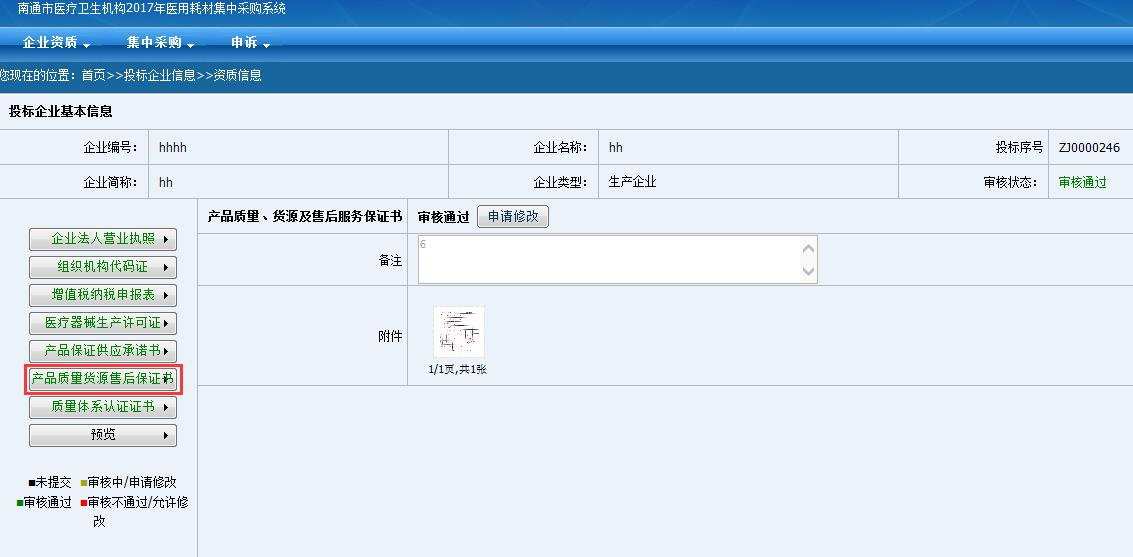 南通市医疗卫生机构2017年医用耗材集中采购系统
企业资质 集中采购 申诉
您现在的位置：首页>>投标企业信息>>资质信息
投标企业基本信息
企业编号： hhhh 企业名称： hh 投标序号 ZJ0000246
企业简称： hh 企业类型： 生产企业 审核状态： 审核通过
产品质量、货源及售后服务保证书 审核通过 申请修改
备注 6
附件
1/1页,共1张
企业法人营业执照
组织机构代码证
增值税纳税申报表
医疗器械生产许可证
产品保证供应承诺书
产品质量货源售后保证书
质量体系认证证书
预览
■未提交 ■审核中/申请修改
■审核通过 ■审核不通过/允许修
改